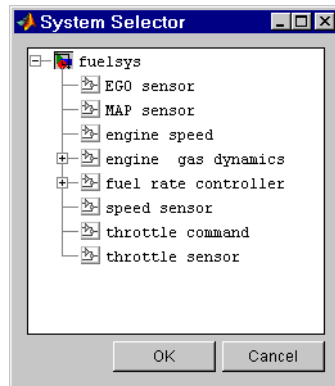 System Selector
fuelsys
EGO sensor
MAP sensor
engine speed
engine  gas dynamics
fuel rate controller
speed sensor
throttle command
throttle sensor
OK Cancel